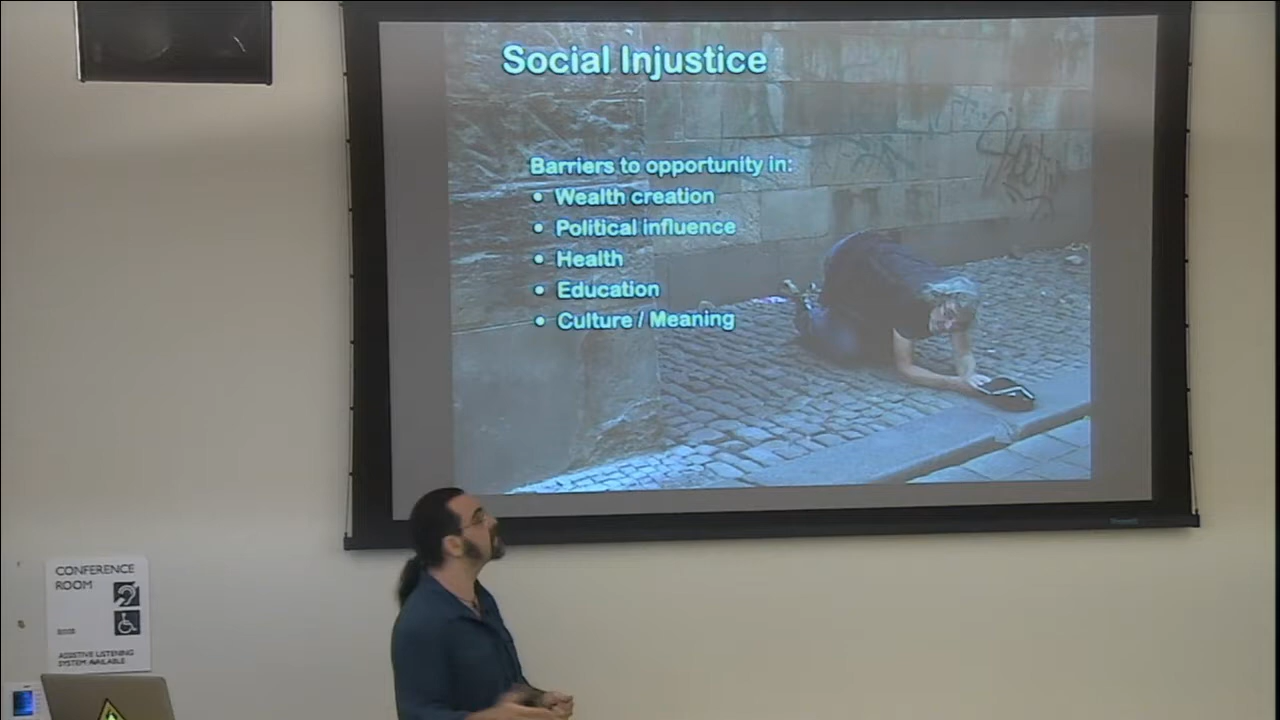 Social Injustice
Barriers to opportunity in:
• Wealth creation
• Political influence
• Health
• Education
• Culture / Meaning
CONFERENCE
ROOM
ASSISTIVE LISTENING
SYSTEM AVAILABLE